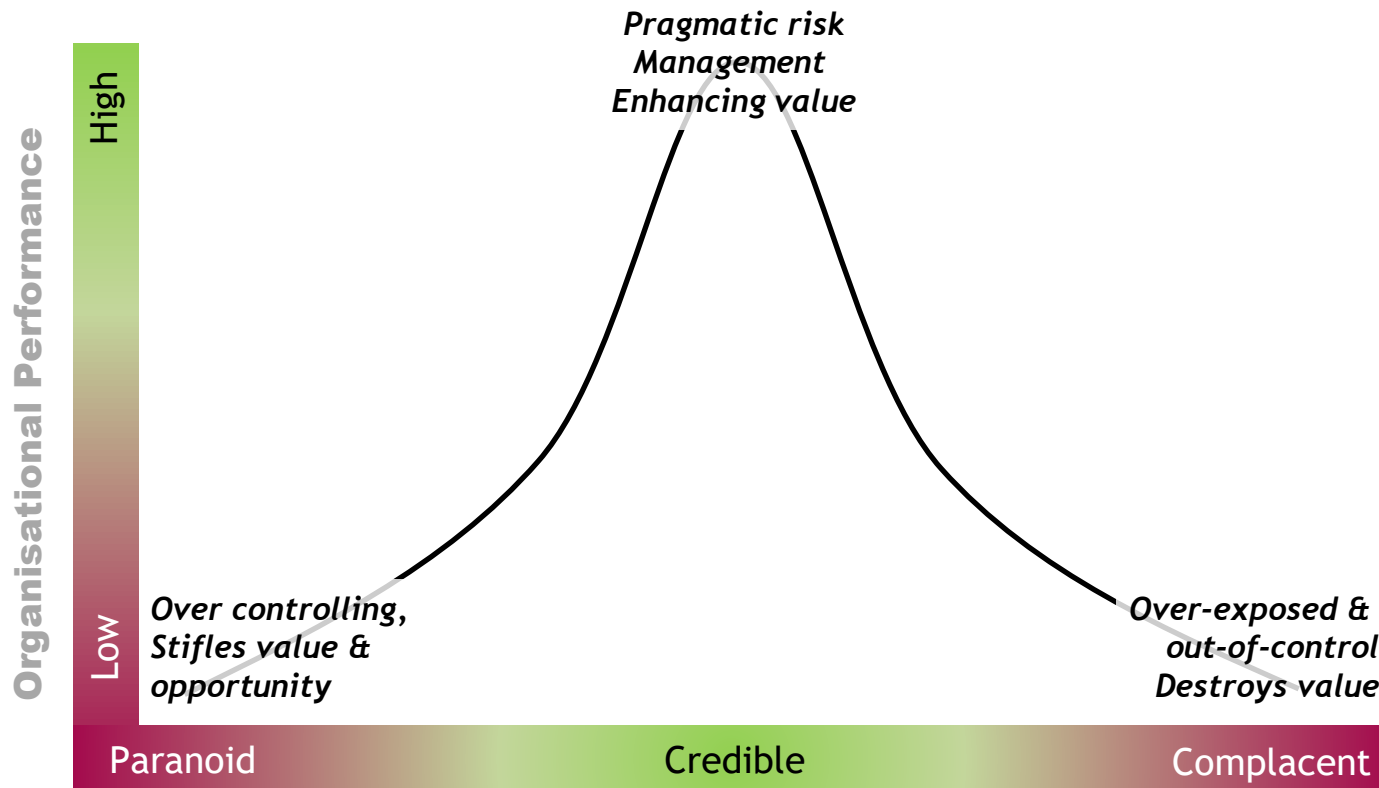 Pragmatic risk
Management
Enhancing value
High
Organisational Performance
Low
Over controlling,
Stifles value &
opportunity
Over-exposed &
out-of-control
Destroys value
Paranoid
Credible
Complacent